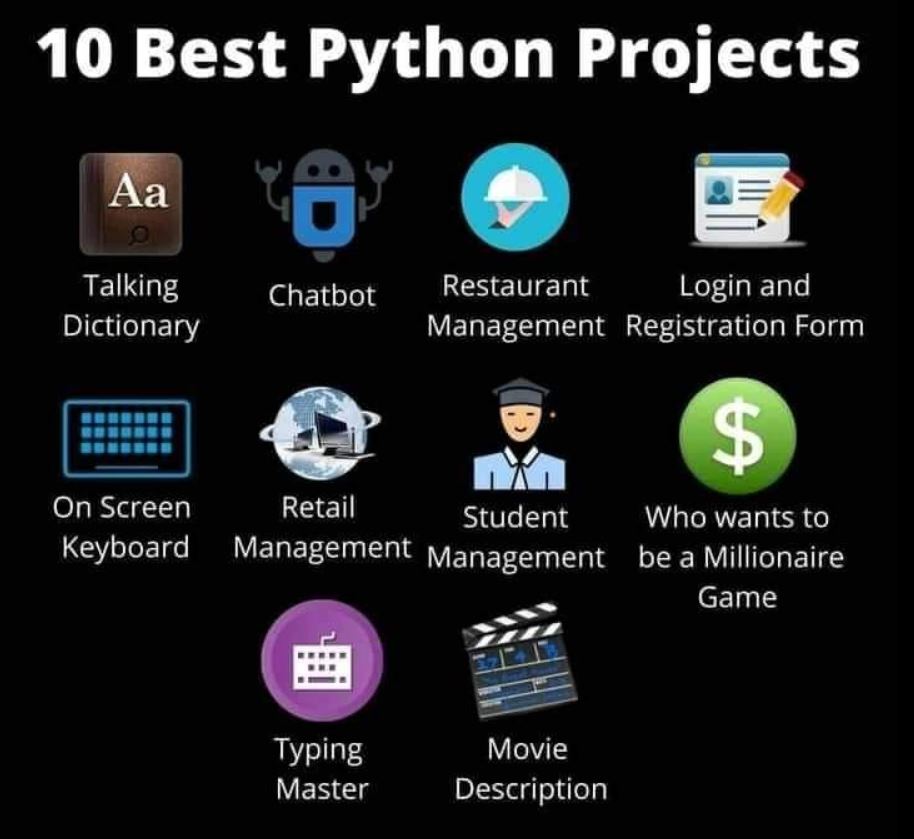 10 Best Python Projects
Aa
Talking
Dictionary
Chatbot
Restaurant
Management
Login and
Registration Form
On Screen
Keyboard
Retail
Management
Student
Management
$
Who wants to
be a Millionaire
Game
Typing
Master
Movie
Description